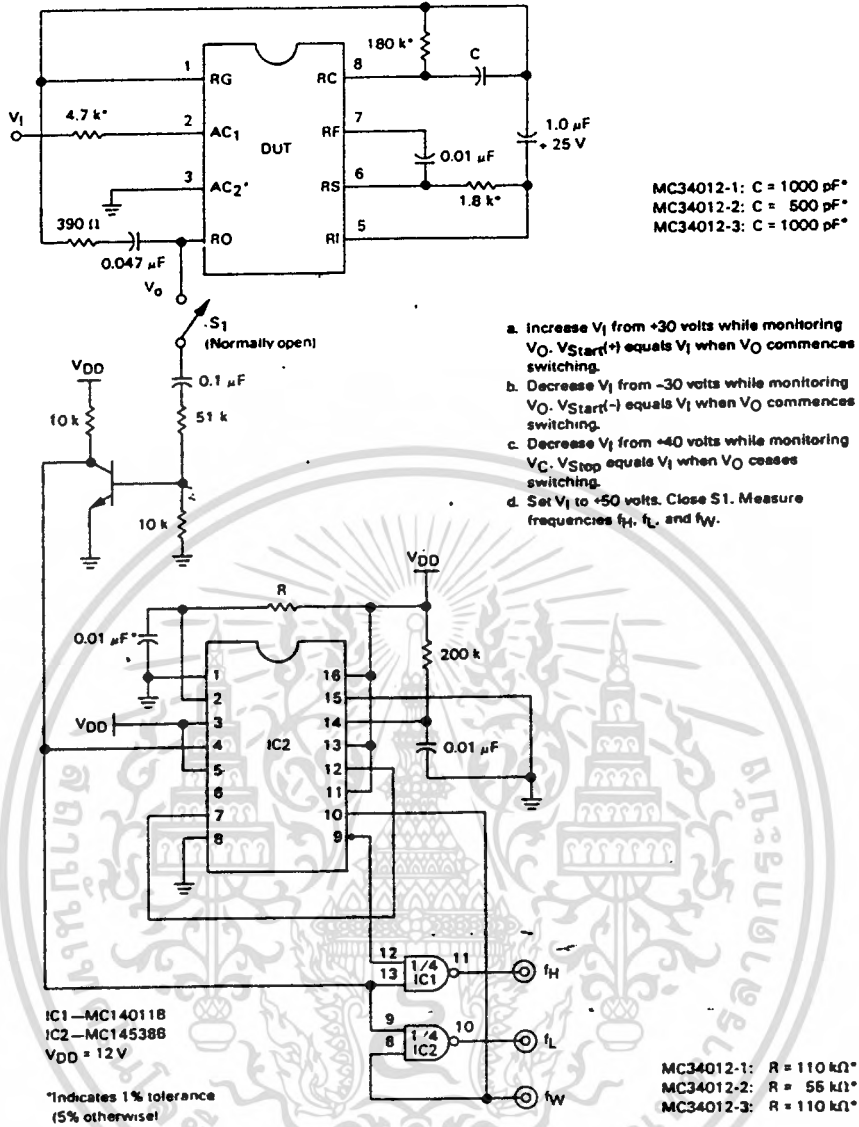 180 k*
1
RG
8
RC
C
V_I
4.7 k*
2
AC1
DUT
7
RF
1.0 µF
+ 25 V
0.01 µF
3
AC2*
6
RS
1.8 k*
390 Ω
RO
5
RI
0.047 µF
V_o
MC34012-1: C = 1000 pF*
MC34012-2: C = 500 pF*
MC34012-3: C = 1000 pF*
S1
(Normally open)
V_DD
0.1 µF
10 k
51 k
10 k
a. Increase V_I from +30 volts while monitoring
V_O. V_Start(+) equals V_I when V_O commences
switching.
b. Decrease V_I from -30 volts while monitoring
V_O. V_Start(-) equals V_I when V_O commences
switching.
c. Decrease V_I from +40 volts while monitoring
V_C. V_Stop equals V_I when V_O ceases
switching.
d. Set V_I to +50 volts. Close S1. Measure
frequencies f_H, f_L, and f_W.
V_DD
R
0.01 µF*
200 k
1
16
2
15
V_DD
3
14
4
IC2
13
0.01 µF
5
12
6
11
7
10
8
9
12
13
1/4
IC1
11
f_H
9
8
1/4
IC2
10
f_L
f_W
IC1—MC14011B
IC2—MC14538B
V_DD = 12 V
*Indicates 1% tolerance
(5% otherwise)
MC34012-1: R = 110 kΩ*
MC34012-2: R = 55 kΩ*
MC34012-3: R = 110 kΩ*